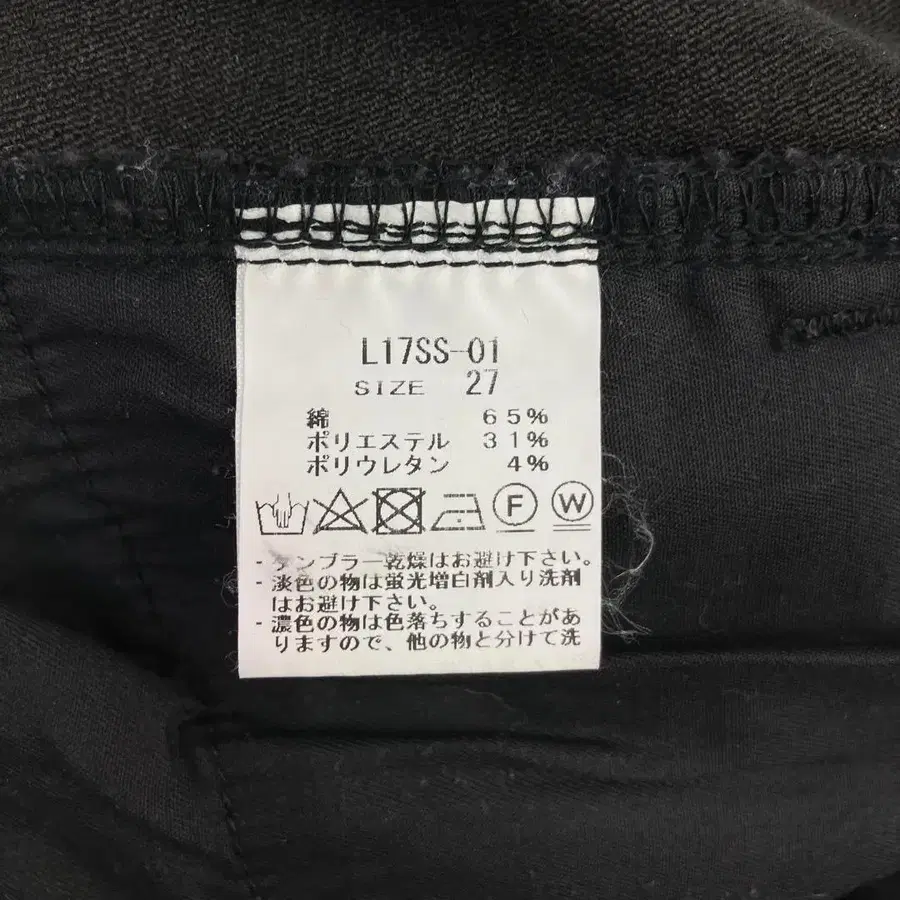 L17SS-01
SIZE 27
綿 65%
ポリエステル 31%
ポリウレタン 4%
F W
・タンブラー乾燥はお避け下さい。
・淡色の物は蛍光増白剤入り洗剤
はお避け下さい。
・濃色の物は色落ちすることがあ
りますので、他の物と分けて洗